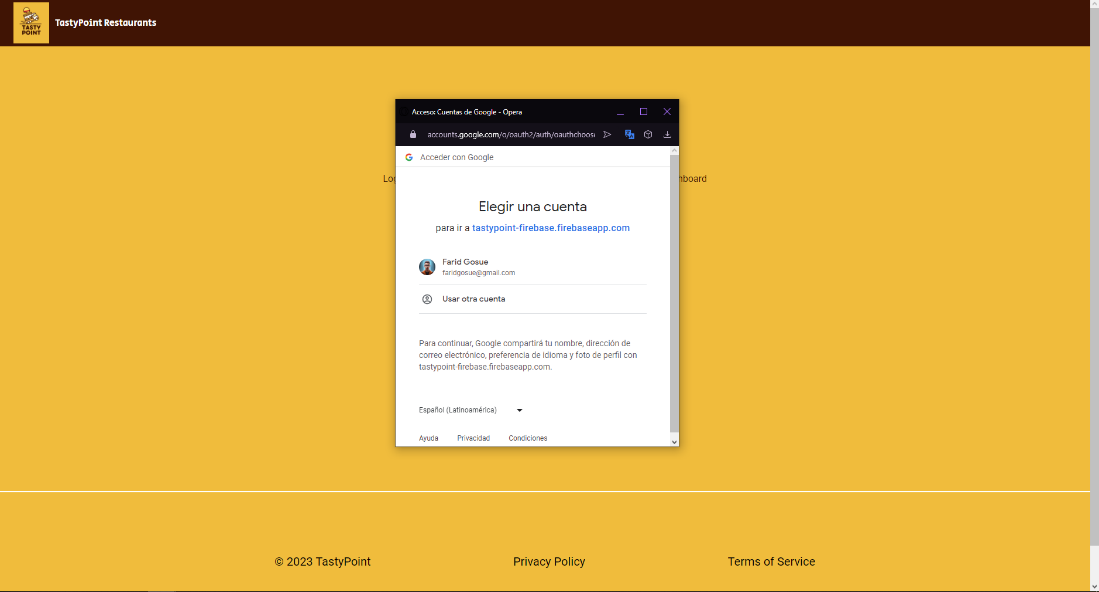 TASTY
POINT
TastyPoint Restaurants
Acceso: Cuentas de Google - Opera
accounts.google.com/o/oauth2/auth/oauthchoos
Acceder con Google
Elegir una cuenta
para ir a tastypoint-firebase.firebaseapp.com
Farid Gosue
faridgosue@gmail.com
Usar otra cuenta
Para continuar, Google compartirá tu nombre, dirección de
correo electrónico, preferencia de idioma y foto de perfil con
tastypoint-firebase.firebaseapp.com.
Español (Latinoamérica)
Ayuda Privacidad Condiciones
© 2023 TastyPoint
Privacy Policy
Terms of Service